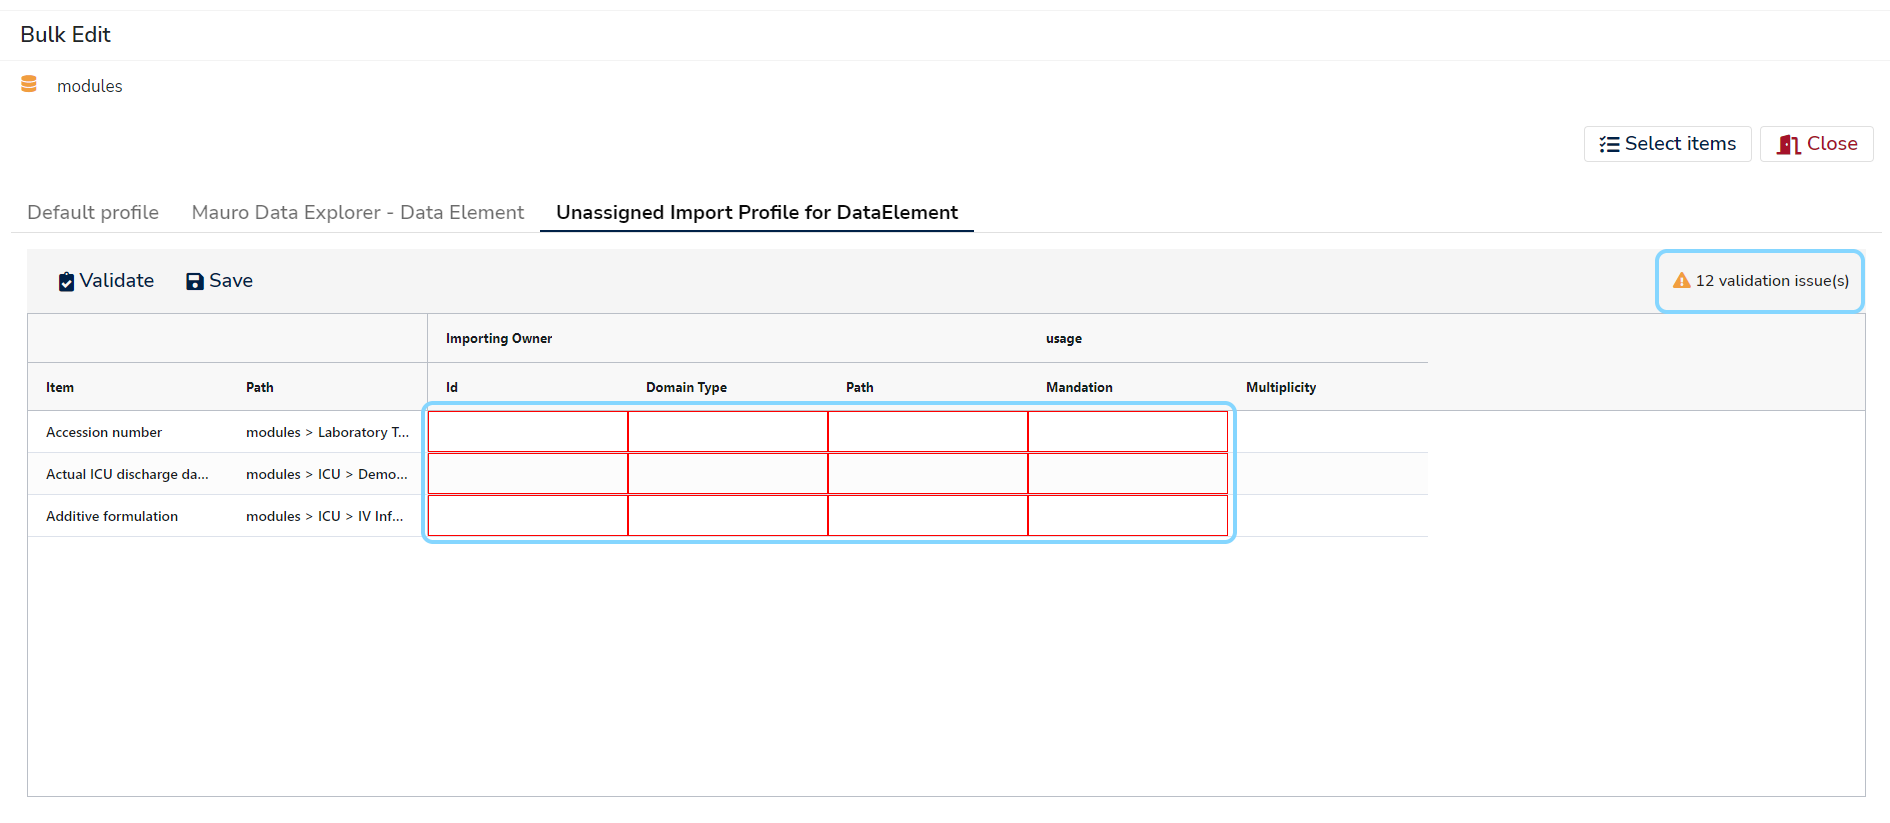 Bulk Edit
modules
Select items Close
Default profile Mauro Data Explorer - Data Element Unassigned Import Profile for DataElement
Validate Save 12 validation issue(s)
Importing Owner usage
Item Path Id Domain Type Path Mandation Multiplicity
Accession number modules > Laboratory T...
Actual ICU discharge da... modules > ICU > Demo...
Additive formulation modules > ICU > IV Inf...